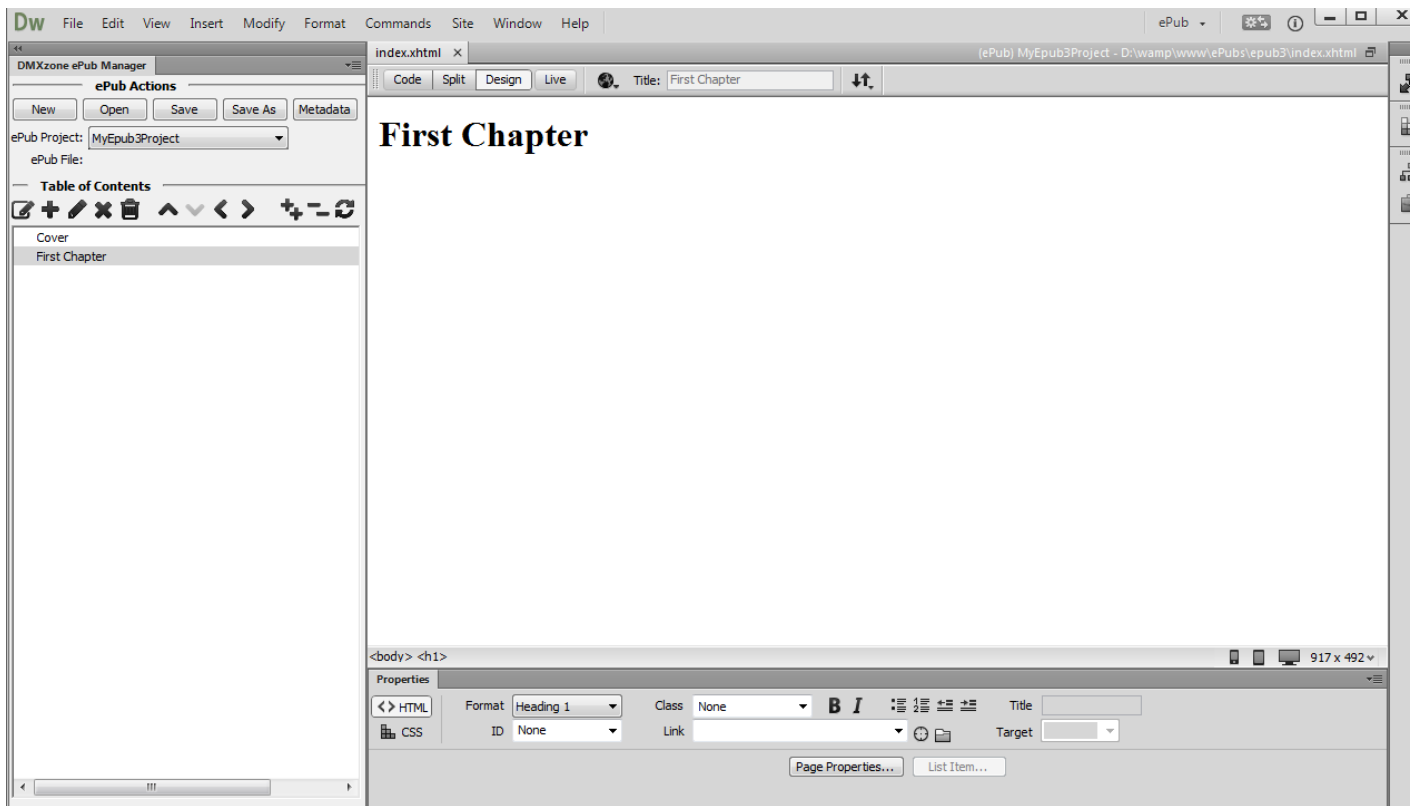 Dw File Edit View Insert Modify Format Commands Site Window Help ePub
DMXzone ePub Manager
ePub Actions
New Open Save Save As Metadata
ePub Project: MyEpub3Project
ePub File:
Table of Contents
Cover
First Chapter
index.xhtml (ePub) MyEpub3Project - D:\wamp\www\ePubs\epub3\index.xhtml
Code Split Design Live Title: First Chapter
First Chapter
<body> <h1> 917 x 492
Properties
<> HTML Format Heading 1 Class None B I Title
CSS ID None Link Target
Page Properties... List Item...